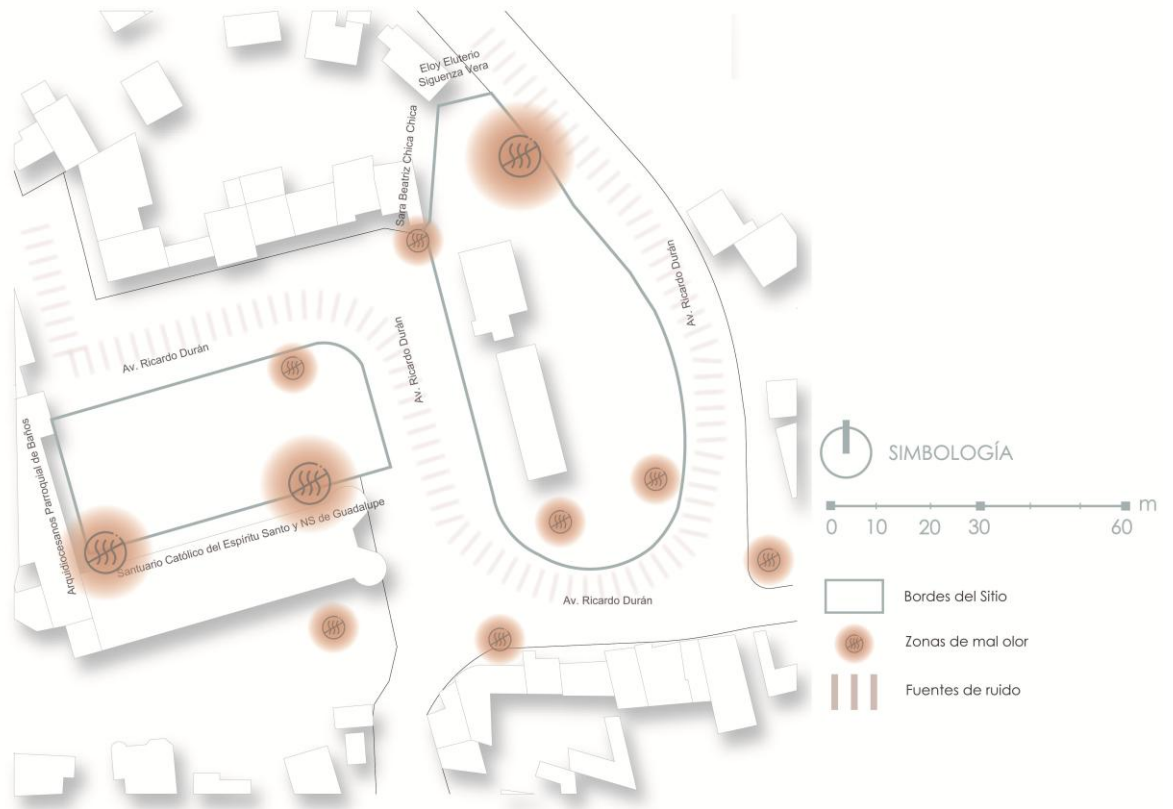 Eloy Eluterio
Siguenza Vera
Sara Beatriz Chica Chica
Av. Ricardo Durán
Av. Ricardo Durán
Av. Ricardo Durán
Arquidiocesanos Parroquial de Baños
Santuario Católico del Espíritu Santo y NS de Guadalupe
Av. Ricardo Durán
SIMBOLOGÍA
m
0 10 20 30 60
Bordes del Sitio
Zonas de mal olor
Fuentes de ruido